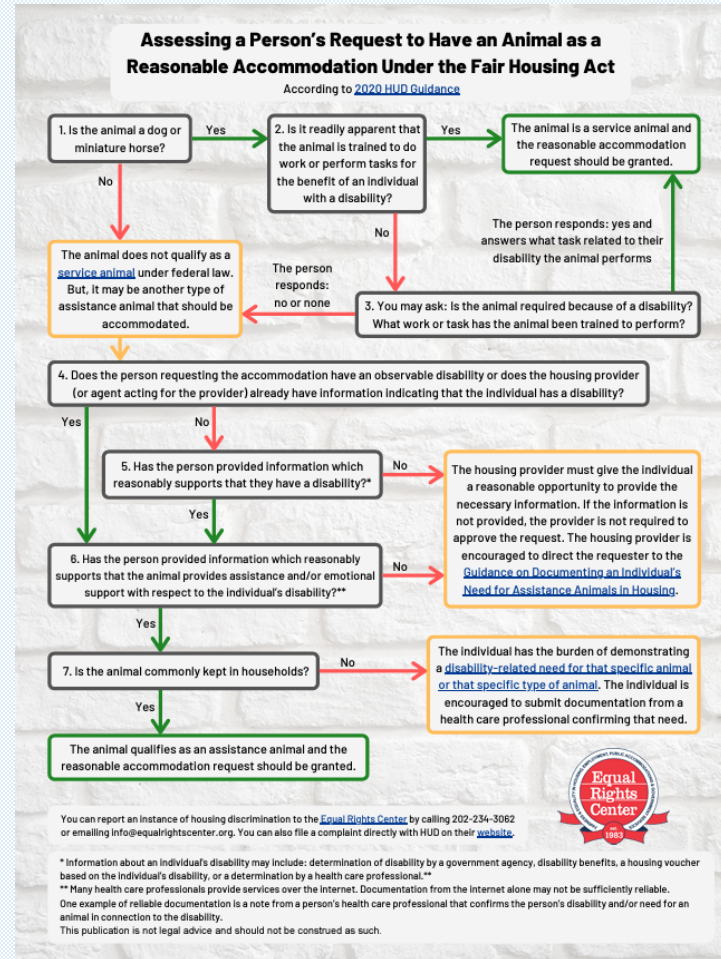 Assessing a Person's Request to Have an Animal as a
Reasonable Accommodation Under the Fair Housing Act
According to 2020 HUD Guidance
1. Is the animal a dog or
miniature horse?
Yes
2. Is it readily apparent that
the animal is trained to do
work or perform tasks for
the benefit of an individual
with a disability?
Yes
The animal is a service animal and
the reasonable accommodation
request should be granted.
No
No
The person responds: yes and
answers what task related to their
disability the animal performs
The animal does not qualify as a
service animal under federal law.
But, it may be another type of
assistance animal that should be
accommodated.
The person
responds:
no or none
3. You may ask: Is the animal required because of a disability?
What work or task has the animal been trained to perform?
4. Does the person requesting the accommodation have an observable disability or does the housing provider
(or agent acting for the provider) already have information indicating that the individual has a disability?
Yes
No
5. Has the person provided information which
reasonably supports that they have a disability?*
No
The housing provider must give the individual
a reasonable opportunity to provide the
necessary information. If the information is
not provided, the provider is not required to
approve the request. The housing provider is
encouraged to direct the requester to the
Guidance on Documenting an Individual's
Need for Assistance Animals in Housing.
Yes
6. Has the person provided information which reasonably
supports that the animal provides assistance and/or emotional
support with respect to the individual's disability?**
No
Yes
7. Is the animal commonly kept in households?
No
The individual has the burden of demonstrating
a disability-related need for that specific animal
or that specific type of animal. The individual is
encouraged to submit documentation from a
health care professional confirming that need.
Yes
The animal qualifies as an assistance animal and the
reasonable accommodation request should be granted.
Equal
Rights
Center
est.
1983
You can report an instance of housing discrimination to the Equal Rights Center by calling 202-234-3062
or emailing info@equalrightscenter.org. You can also file a complaint directly with HUD on their website.
* Information about an individual's disability may include: determination of disability by a government agency, disability benefits, a housing voucher
based on the individual's disability, or a determination by a health care professional.**
** Many health care professionals provide services over the internet. Documentation from the internet alone may not be sufficiently reliable.
One example of reliable documentation is a note from a person's health care professional that confirms the person's disability and/or need for an
animal in connection to the disability.
This publication is not legal advice and should not be construed as such.